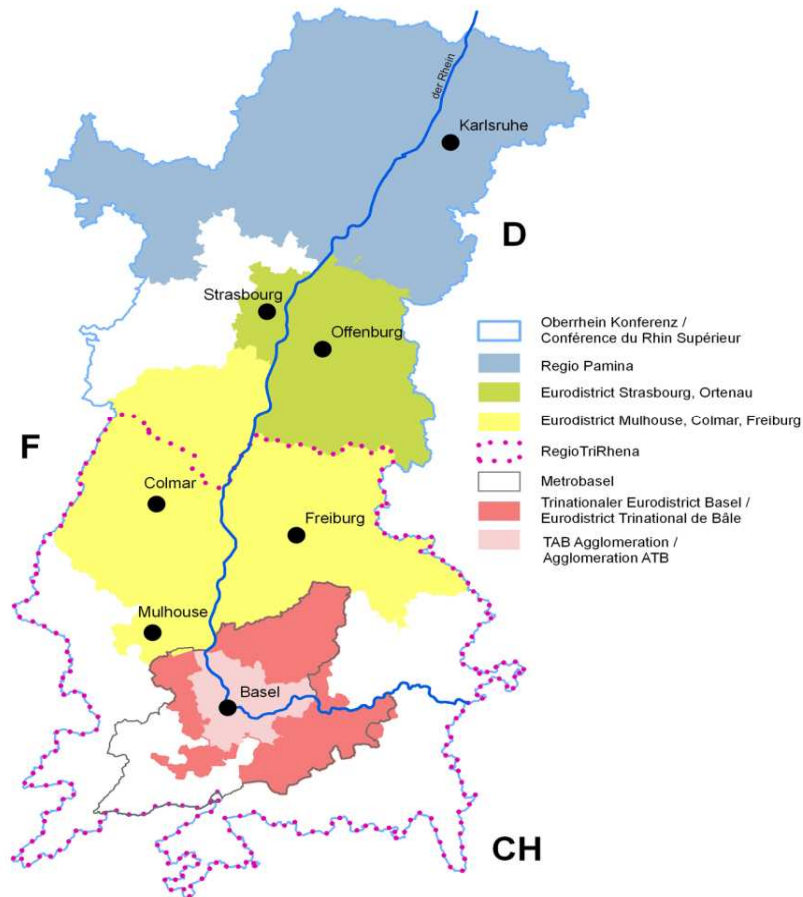 der Rhein
Karlsruhe
D
Strasbourg
Offenburg
F
Colmar
Freiburg
Mulhouse
Basel
CH
Oberrhein Konferenz /
Conférence du Rhin Supérieur
Regio Pamina
Eurodistrict Strasbourg, Ortenau
Eurodistrict Mulhouse, Colmar, Freiburg
RegioTriRhena
Metrobasel
Trinationaler Eurodistrict Basel /
Eurodistrict Trinational de Bâle
TAB Agglomeration /
Agglomeration ATB